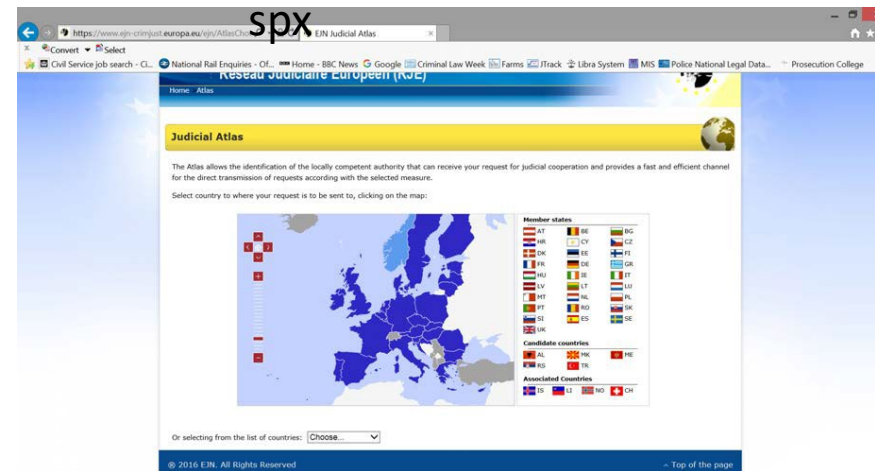 spx
https://www.ejn-crimjust.europa.eu/ejn/AtlasCho
EJN Judicial Atlas
Convert Select
Civil Service job search - Ci... National Rail Enquiries - Of... Home - BBC News Google Criminal Law Week Farms JTrack Libra System MIS Police National Legal Data... Prosecution College
Réseau Judiciaire Européen (RJE)
Home Atlas
Judicial Atlas
The Atlas allows the identification of the locally competent authority that can receive your request for judicial cooperation and provides a fast and efficient channel
for the direct transmission of requests according with the selected measure.
Select country to where your request is to be sent to, clicking on the map:
Member states
AT BE BG
HR CY CZ
DK EE FI
FR DE GR
HU IE IT
LV LT LU
MT NL PL
PT RO SK
SI ES SE
UK
Candidate countries
AL MK ME
RS TR
Associated Countries
IS LI NO CH
Or selecting from the list of countries: Choose...
© 2016 EJN. All Rights Reserved
Top of the page